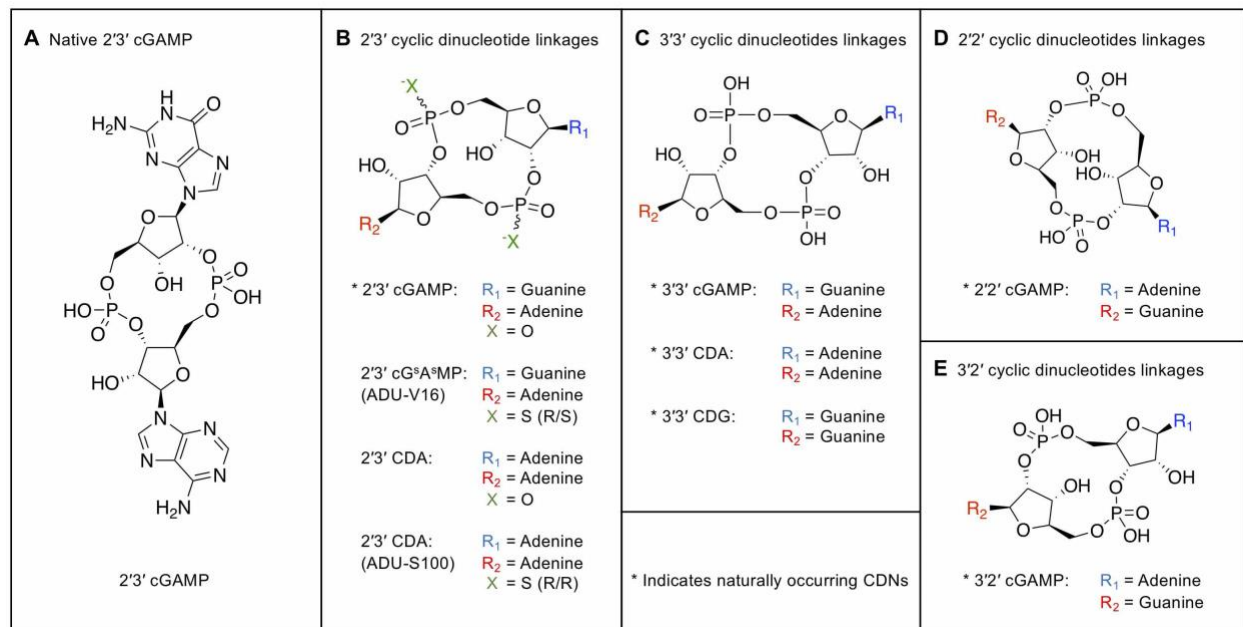 A Native 2′3′ cGAMP
O
HN
H₂N
N
N
N
O
O
OH
O
P
O
OH
HO
P
O
O
O
HO
O
N
N
N
N
H₂N
2′3′ cGAMP
B 2′3′ cyclic dinucleotide linkages
⁻X
O
P
O
O
R₁
O
HO
HO
O
O
P
O
R₂
O
⁻X
* 2′3′ cGAMP: R₁ = Guanine
R₂ = Adenine
X = O
2′3′ cGˢAˢMP: R₁ = Guanine
(ADU-V16) R₂ = Adenine
X = S (R/S)
2′3′ CDA: R₁ = Adenine
R₂ = Adenine
X = O
2′3′ CDA: R₁ = Adenine
(ADU-S100) R₂ = Adenine
X = S (R/R)
C 3′3′ cyclic dinucleotides linkages
OH
O=P
O
O
R₁
HO
O
O
OH
R₂
O
O
P=O
OH
* 3′3′ cGAMP: R₁ = Guanine
R₂ = Adenine
* 3′3′ CDA: R₁ = Adenine
R₂ = Adenine
* 3′3′ CDG: R₁ = Guanine
R₂ = Guanine
* Indicates naturally occurring CDNs
D 2′2′ cyclic dinucleotides linkages
OH
O
P
O
O
R₂
O
OH
HO
O
O
P
O
HO
O
R₁
* 2′2′ cGAMP: R₁ = Adenine
R₂ = Guanine
E 3′2′ cyclic dinucleotides linkages
OH
O
P
O
O
R₁
O
OH
OH
O
R₂
O
O
P=O
OH
* 3′2′ cGAMP: R₁ = Adenine
R₂ = Guanine